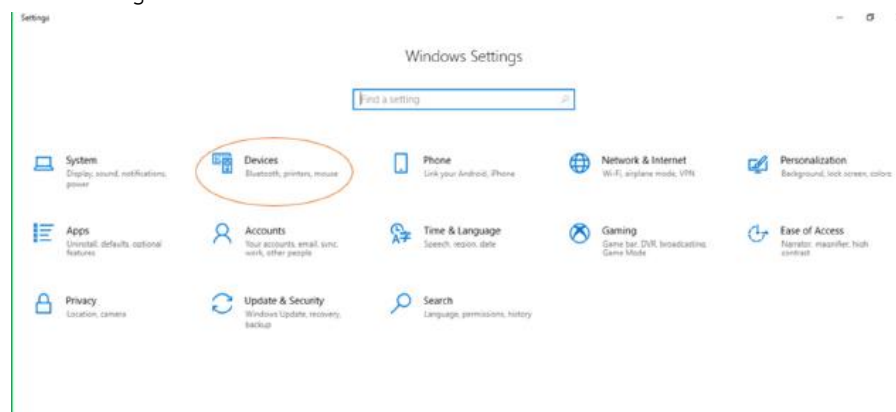 Settings
Windows Settings
Find a setting
System
Display, sound, notifications,
power
Devices
Bluetooth, printers, mouse
Phone
Link your Android, iPhone
Network & Internet
Wi-Fi, airplane mode, VPN
Personalization
Background, lock screen, colors
Apps
Uninstall, defaults, optional
features
Accounts
Your accounts, email, sync,
work, other people
Time & Language
Speech, region, date
Gaming
Game bar, DVR, broadcasting,
Game Mode
Ease of Access
Narrator, magnifier, high
contrast
Privacy
Location, camera
Update & Security
Windows Update, recovery,
backup
Search
Language, permissions, history